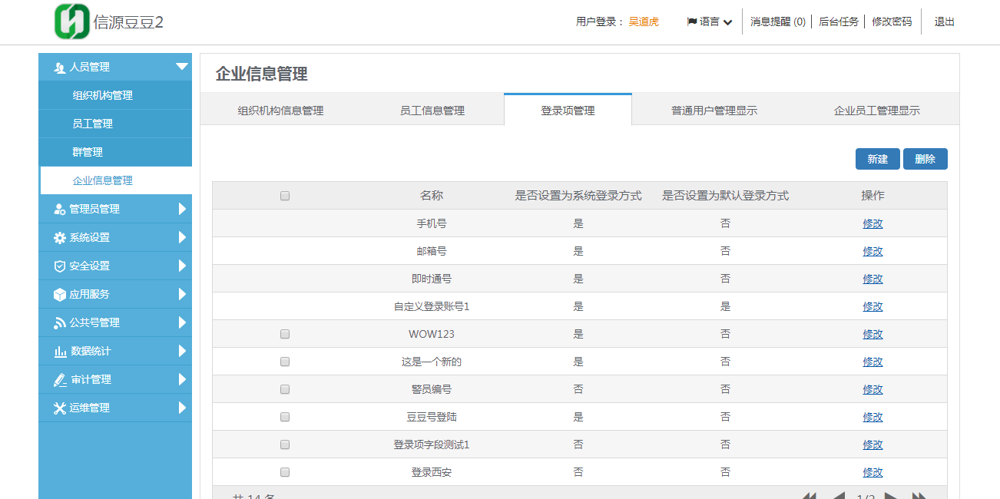 信源豆豆2
用户登录： 吴道虎 语言 消息提醒 (0) 后台任务 修改密码 退出
人员管理
组织机构管理
员工管理
群管理
企业信息管理
管理员管理
系统设置
安全设置
应用服务
公共号管理
数据统计
审计管理
运维管理
企业信息管理
组织机构信息管理 员工信息管理 登录项管理 普通用户管理显示 企业员工管理显示
新建 删除
名称 是否设置为系统登录方式 是否设置为默认登录方式 操作
手机号 是 否 修改
邮箱号 是 否 修改
即时通号 是 否 修改
自定义登录账号1 是 是 修改
WOW123 是 否 修改
这是一个新的 是 否 修改
警员编号 否 否 修改
豆豆号登陆 是 否 修改
登录项字段测试1 否 否 修改
登录西安 否 否 修改
共 14 条 1/2